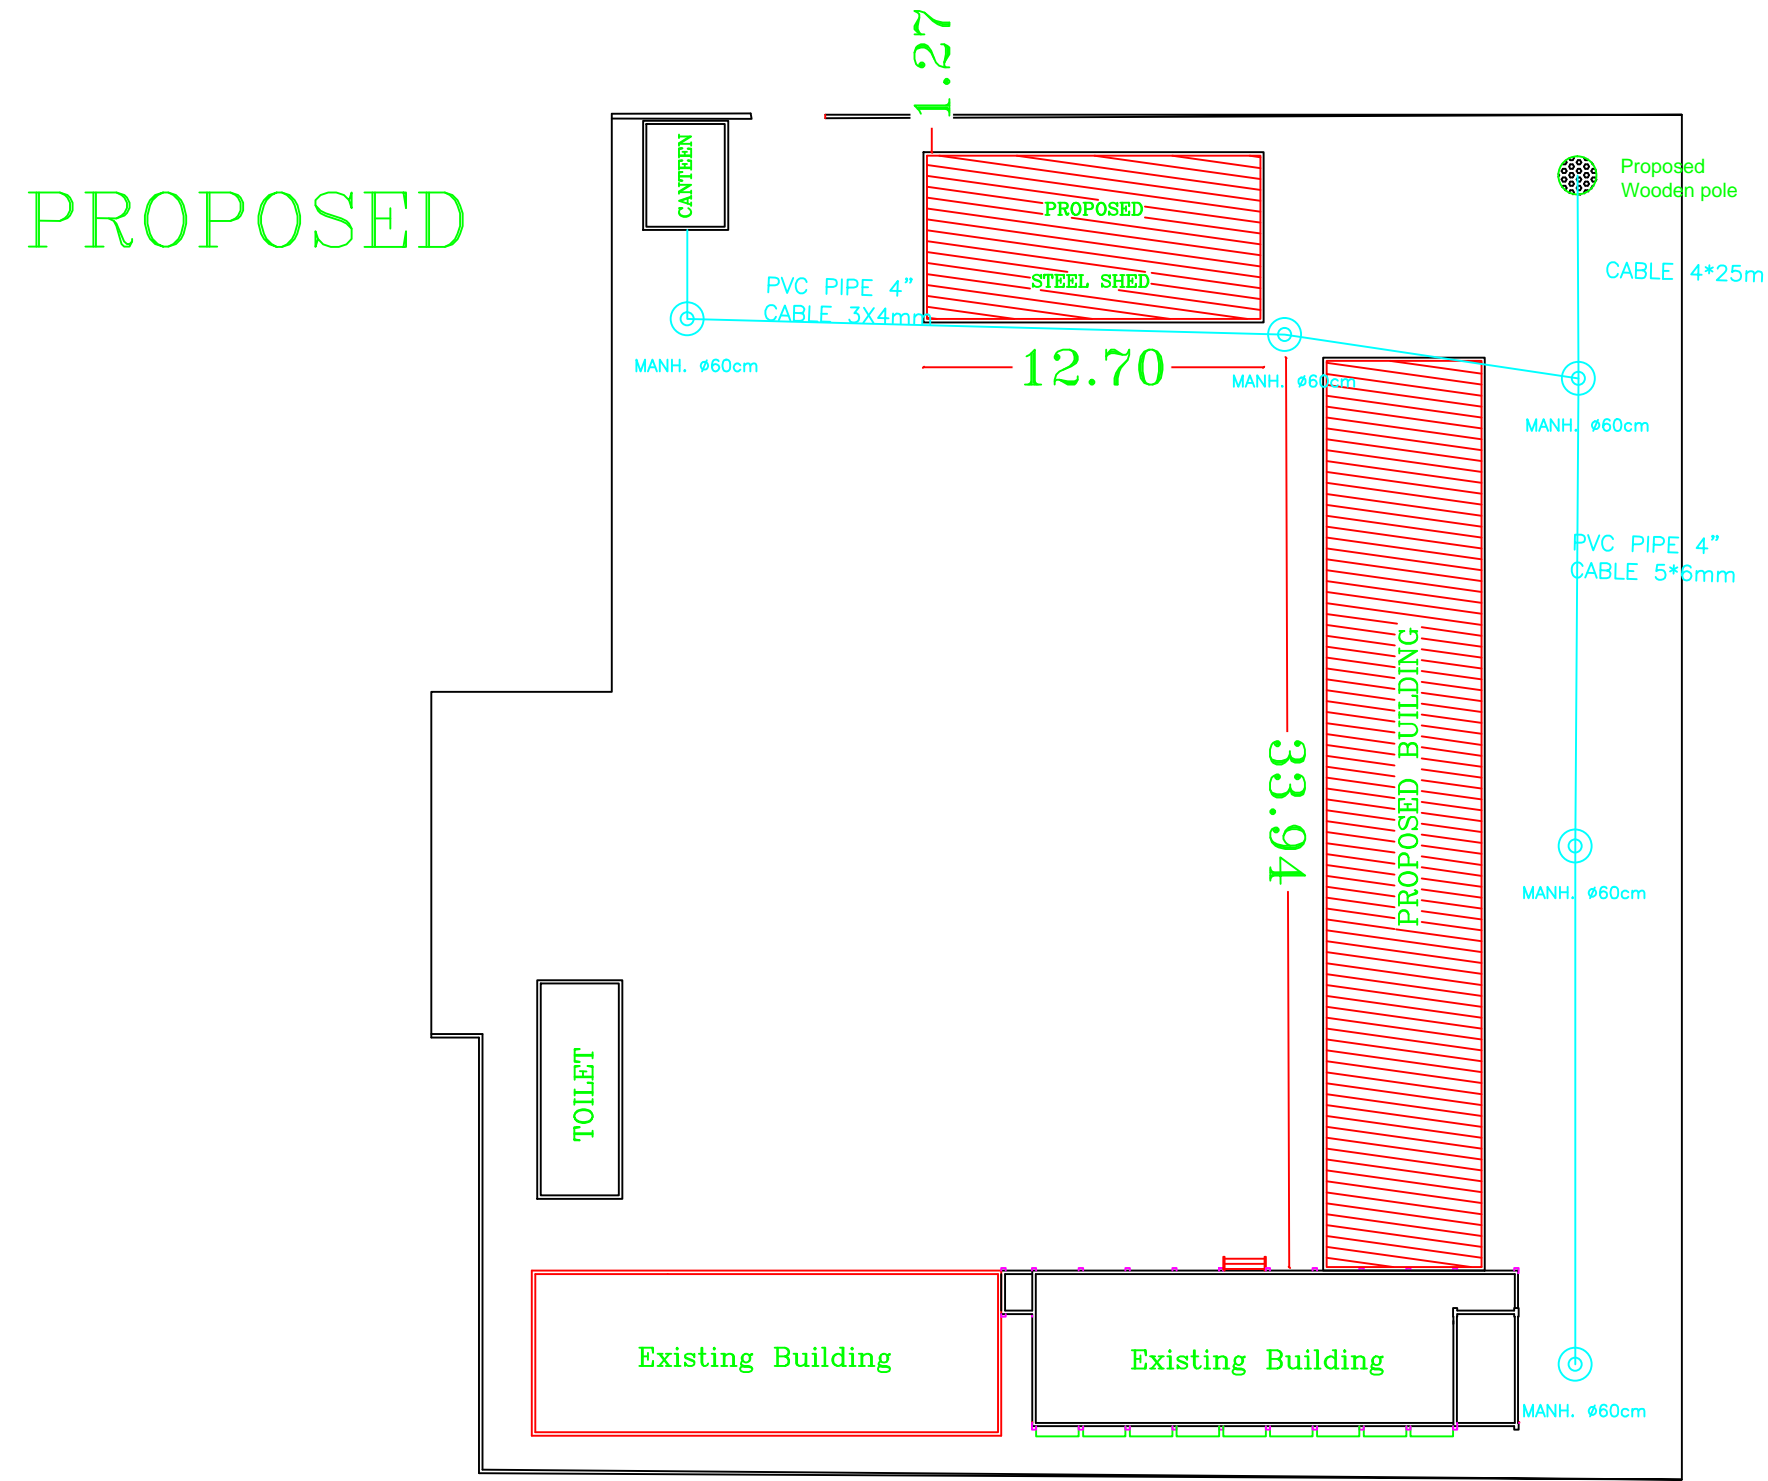 1.27
PROPOSED
CANTEEN
Proposed
Wooden pole
PROPOSED
STEEL SHED
CABLE 4*25m
PVC PIPE 4"
CABLE 3X4mm
MANH. ø60cm
12.70
MANH. ø60cm
MANH. ø60cm
PVC PIPE 4"
CABLE 5*6mm
PROPOSED BUILDING
33.94
MANH. ø60cm
TOILET
Existing Building
Existing Building
MANH. ø60cm